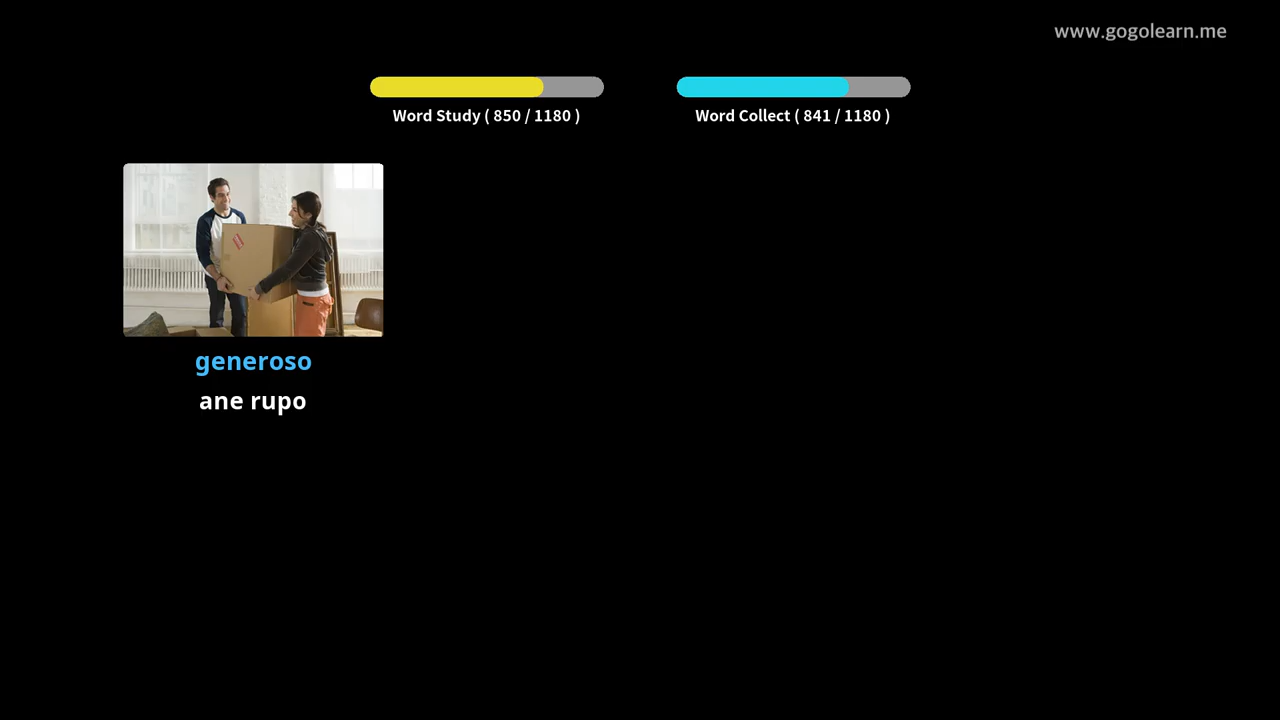 www.gogolearn.me
Word Study ( 850 / 1180 )
Word Collect ( 841 / 1180 )
generoso
ane rupo